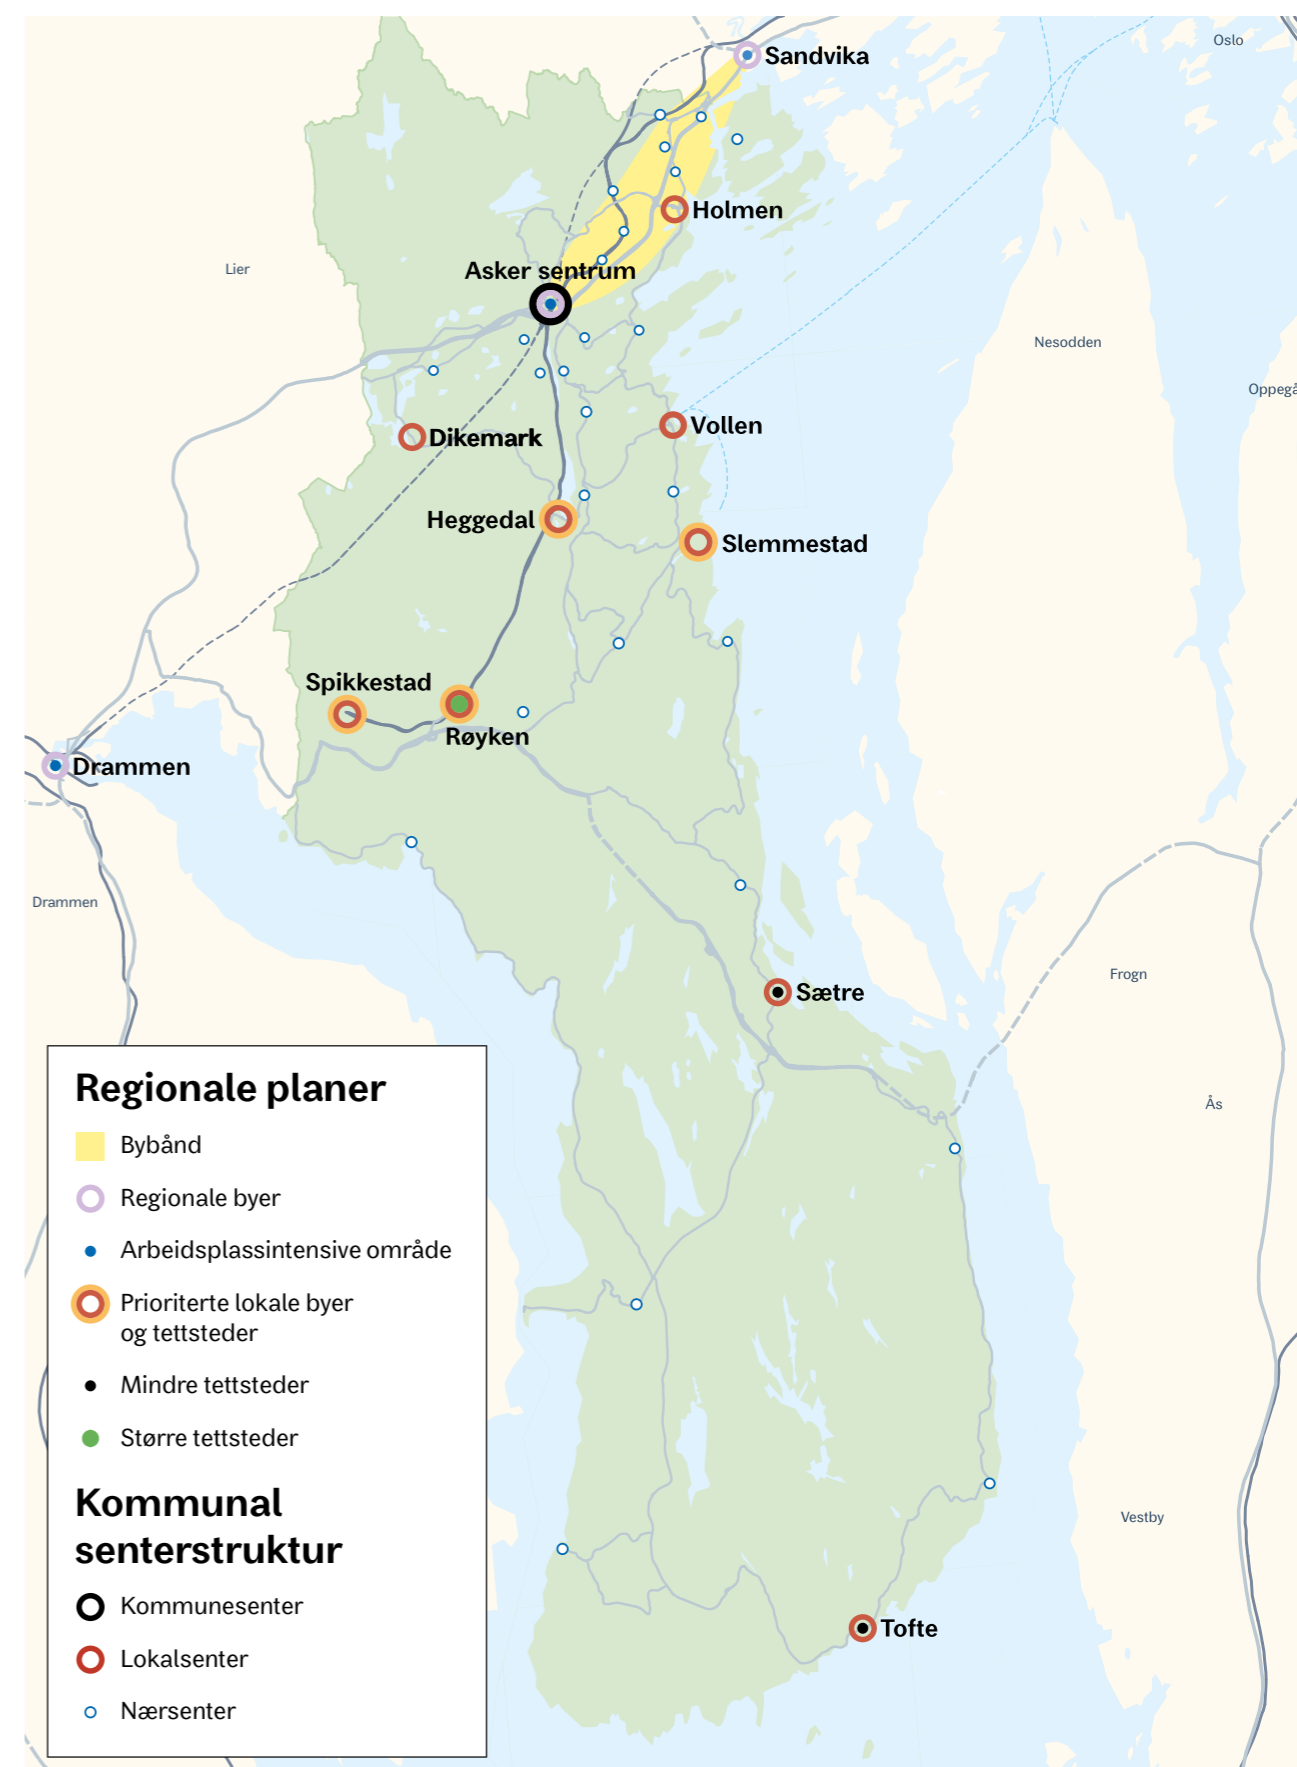 Oslo
Sandvika
Holmen
Lier
Asker sentrum
Nesodden
Oppegå
Vollen
Dikemark
Heggedal
Slemmestad
Spikkestad
Røyken
Drammen
Drammen
Frogn
Sætre
Ås
Vestby
Tofte
Regionale planer
Bybånd
Regionale byer
Arbeidsplassintensive område
Prioriterte lokale byer
og tettsteder
Mindre tettsteder
Større tettsteder
Kommunal
senterstruktur
Kommunesenter
Lokalsenter
Nærsenter